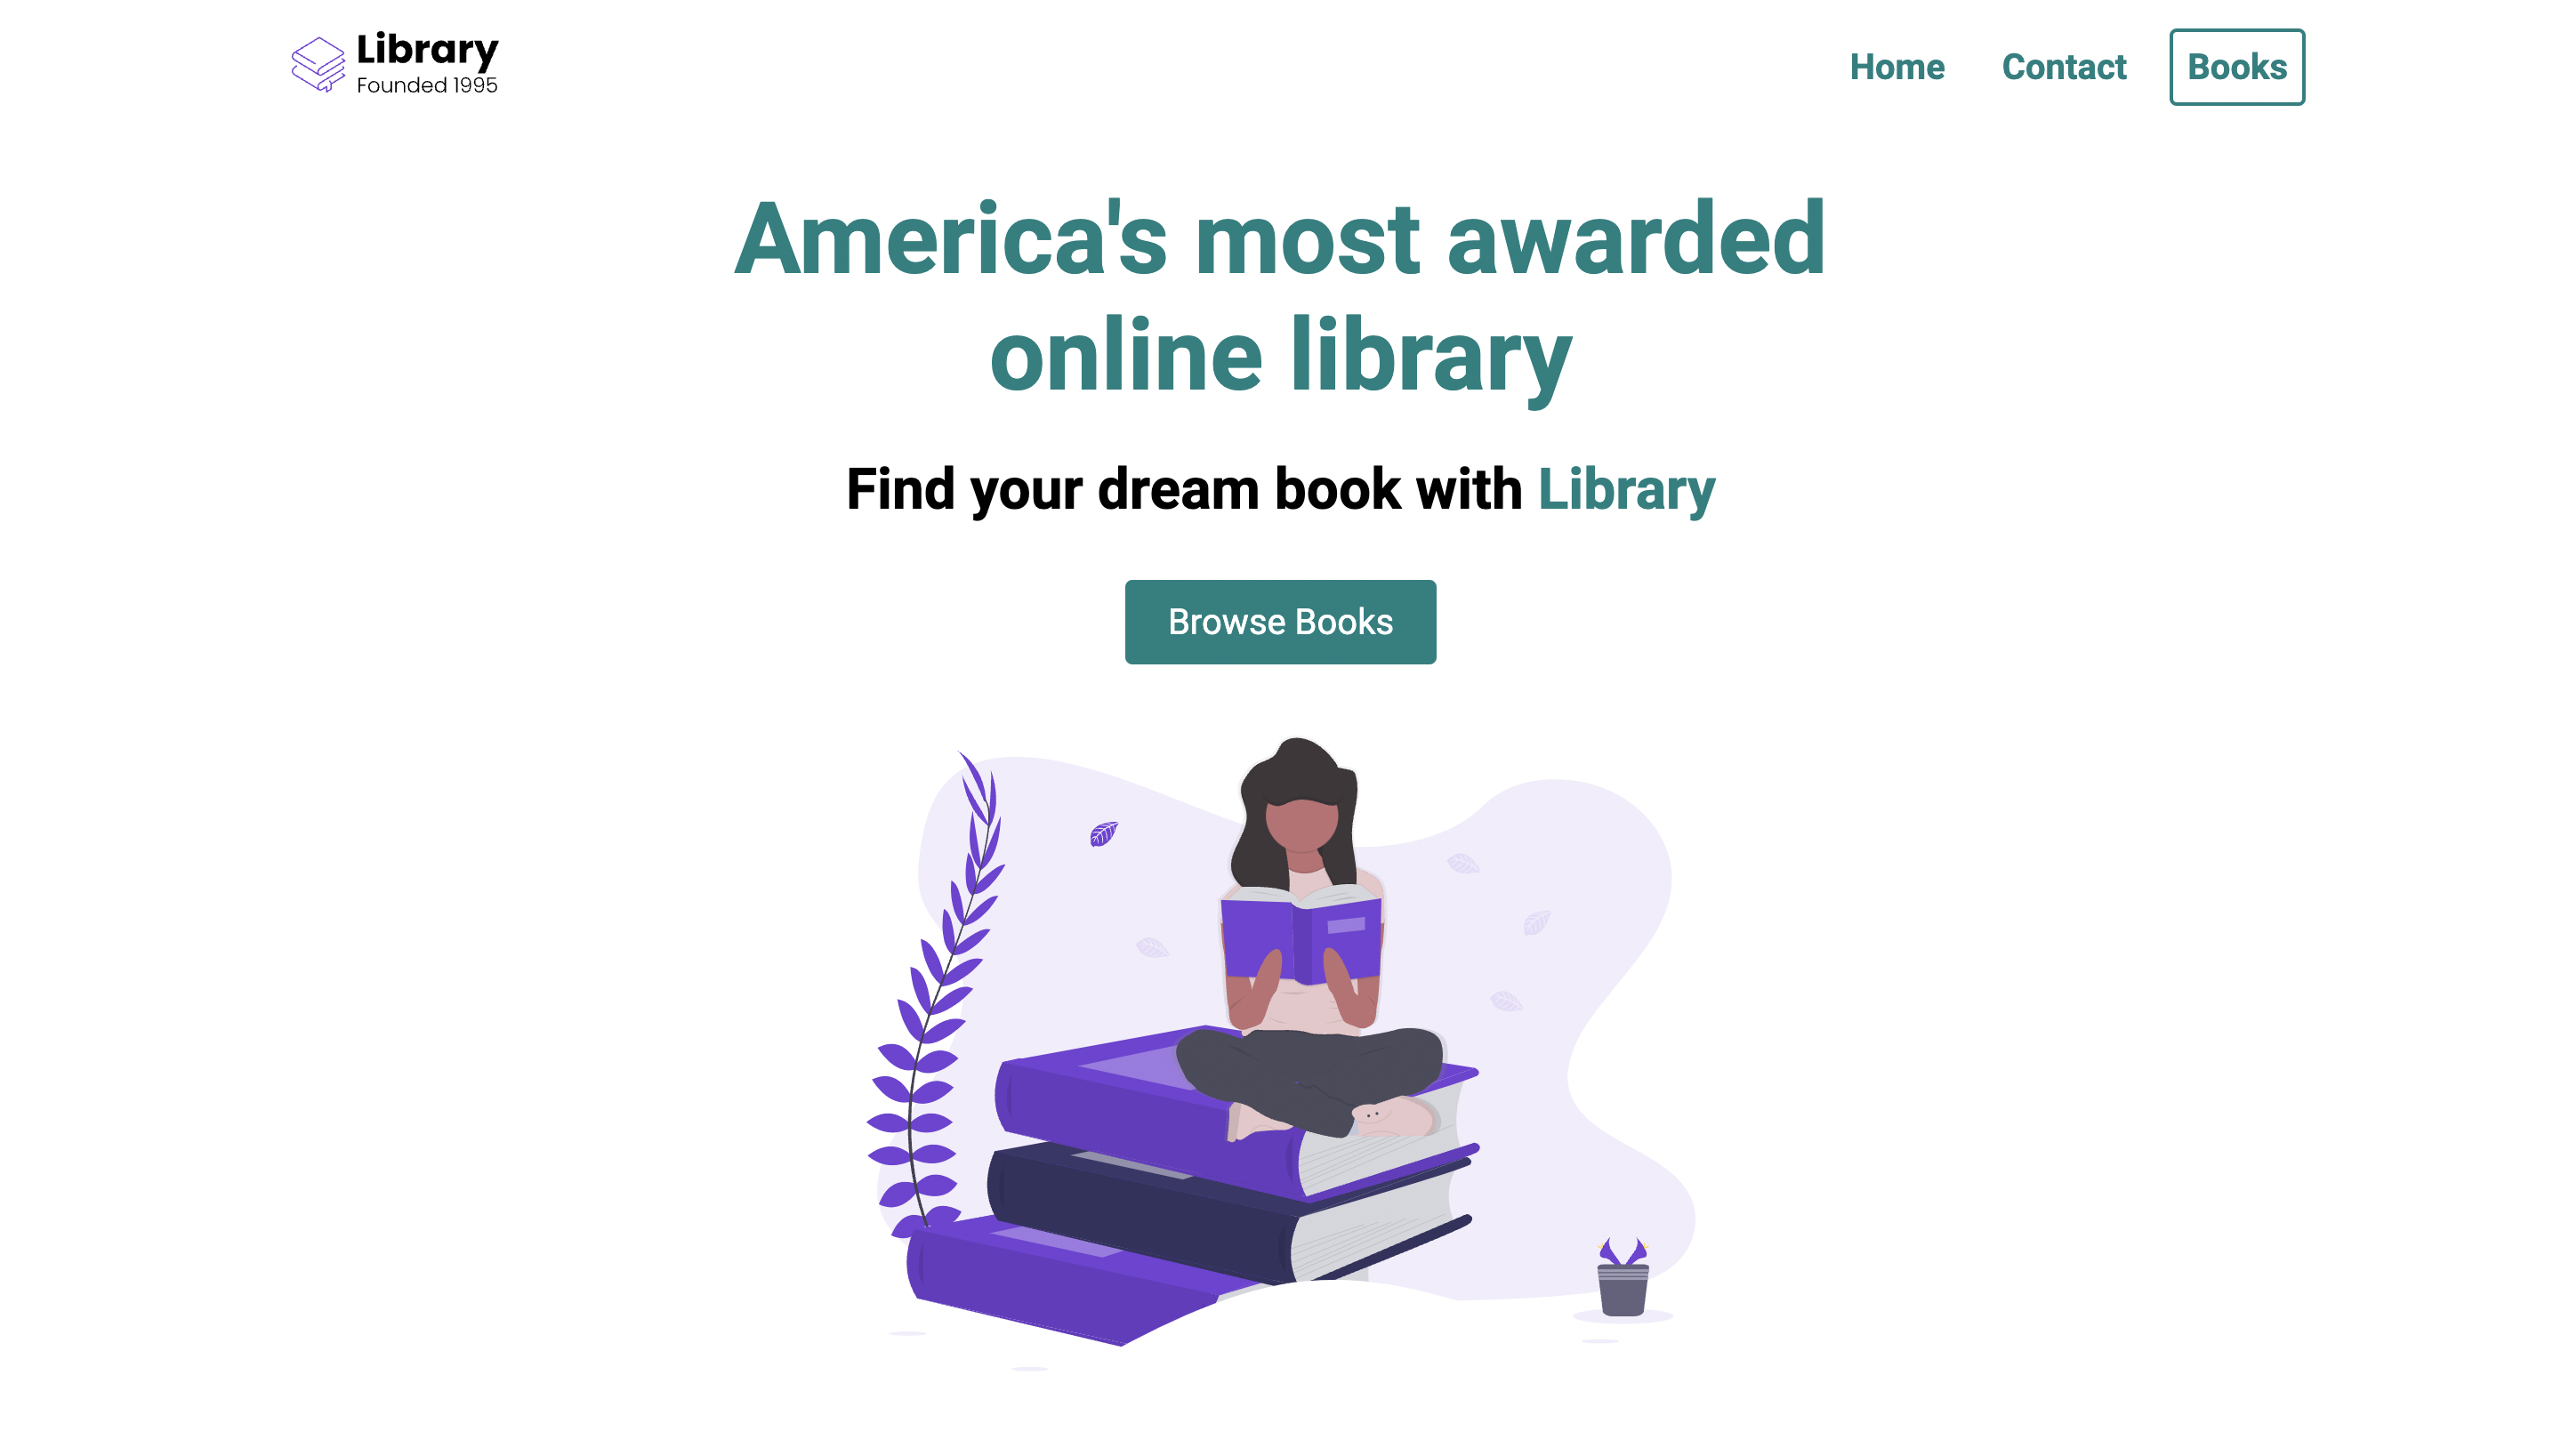 Library
Founded 1995
Home Contact Books
America's most awarded
online library
Find your dream book with Library
Browse Books